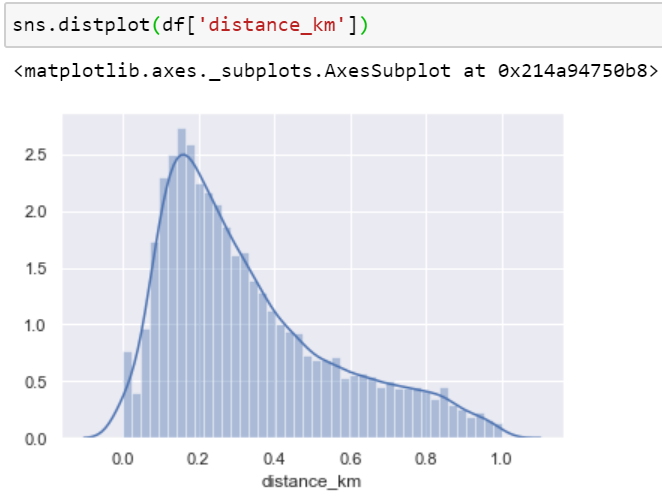 sns.distplot(df['distance_km'])
<matplotlib.axes._subplots.AxesSubplot at 0x214a94750b8>
2.5
2.0
1.5
1.0
0.5
0.0
0.0 0.2 0.4 0.6 0.8 1.0
distance_km